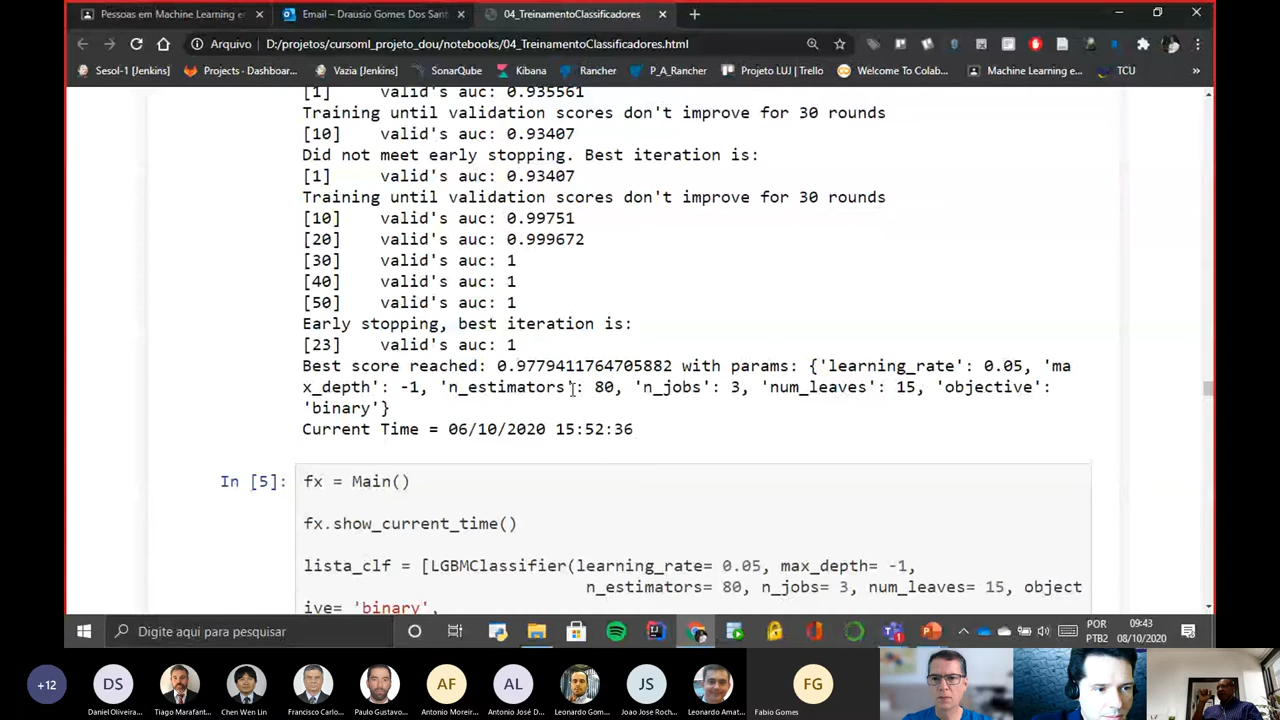 Pessoas em Machine Learning e
Email – Drausio Gomes Dos Sant
04_TreinamentoClassificadores
Arquivo
D:/projetos/cursoml_projeto_dou/notebooks/04_TreinamentoClassificadores.html
Sesol-1 [Jenkins]
Projects · Dashboar...
Vazia [Jenkins]
SonarQube
Kibana
Rancher
P_A_Rancher
Projeto LUJ | Trello
Welcome To Colab...
Machine Learning e...
TCU
[1] valid's auc: 0.935561
Training until validation scores don't improve for 30 rounds
[10] valid's auc: 0.93407
Did not meet early stopping. Best iteration is:
[1] valid's auc: 0.93407
Training until validation scores don't improve for 30 rounds
[10] valid's auc: 0.99751
[20] valid's auc: 0.999672
[30] valid's auc: 1
[40] valid's auc: 1
[50] valid's auc: 1
Early stopping, best iteration is:
[23] valid's auc: 1
Best score reached: 0.9779411764705882 with params: {'learning_rate': 0.05, 'ma
x_depth': -1, 'n_estimators': 80, 'n_jobs': 3, 'num_leaves': 15, 'objective':
'binary'}
Current Time = 06/10/2020 15:52:36
In [5]: fx = Main()
fx.show_current_time()
lista_clf = [LGBMClassifier(learning_rate= 0.05, max_depth= -1,
n_estimators= 80, n_jobs= 3, num_leaves= 15, object
ive= 'binary',
Digite aqui para pesquisar
POR
PTB2
09:43
08/10/2020
+12
DS
AF
AL
JS
FG
Daniel Oliveira...
Tiago Marafant...
Chen Wen Lin
Francisco Carlo...
Paulo Gustavo...
Antonio Moreir...
Antonio José D...
Leonardo Gom...
Joao Jose Roch...
Leonardo Amat...
Fabio Gomes